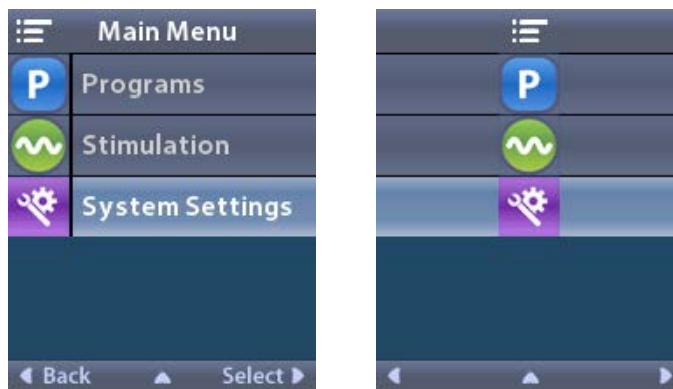 Main Menu
P Programs
Stimulation
System Settings
Back Select
P